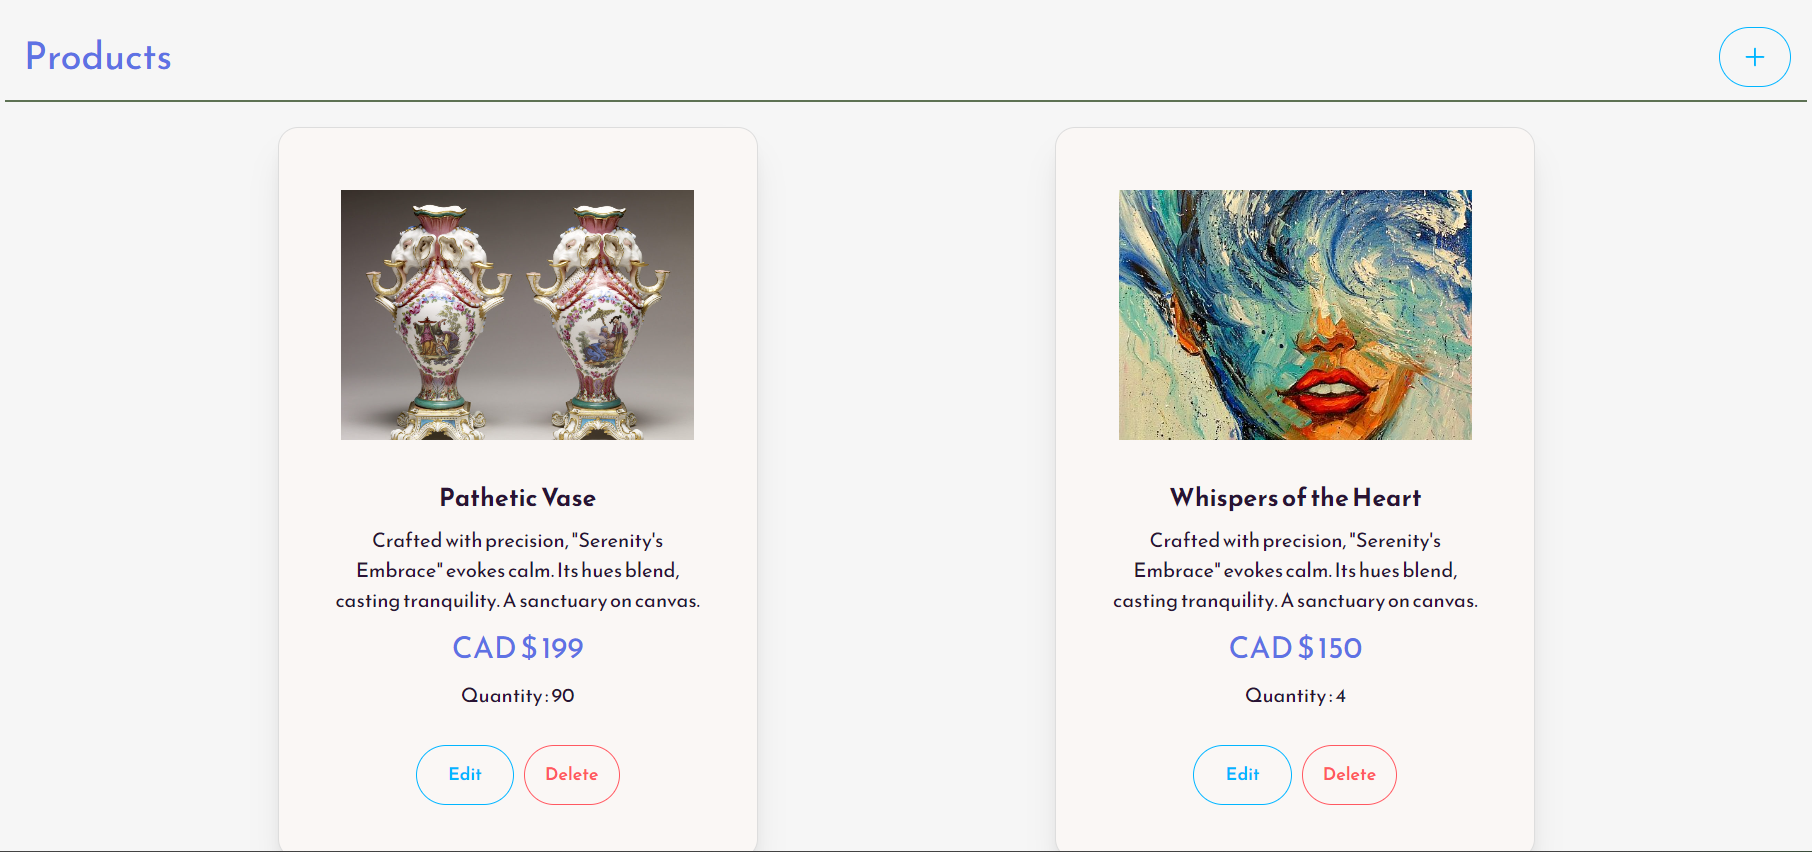 Products
+
Pathetic Vase
Crafted with precision, "Serenity's
Embrace" evokes calm. Its hues blend,
casting tranquility. A sanctuary on canvas.
CAD $ 199
Quantity : 90
Edit
Delete
Whispers of the Heart
Crafted with precision, "Serenity's
Embrace" evokes calm. Its hues blend,
casting tranquility. A sanctuary on canvas.
CAD $ 150
Quantity : 4
Edit
Delete